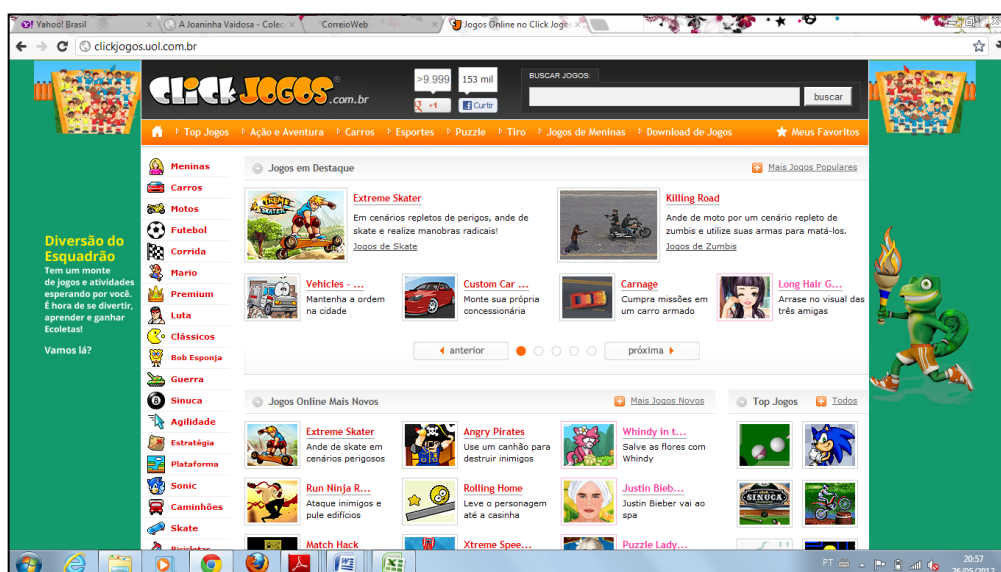 Yahoo! Brasil
A Joaninha Vaidosa - Colec
CorreioWeb
Jogos Online no Click Jogo
clickjogos.uol.com.br
CLICK JOGOS .com.br
>9.999
153 mil
+1
Curtir
BUSCAR JOGOS:
buscar
Top Jogos
Ação e Aventura
Carros
Esportes
Puzzle
Tiro
Jogos de Meninas
Download de Jogos
Meus Favoritos
Diversão do
Esquadrão
Tem um monte
de jogos e atividades
esperando por você.
É hora de se divertir,
aprender e ganhar
Ecoletas!
Vamos lá?
Meninas
Carros
Motos
Futebol
Corrida
Mario
Premium
Luta
Clássicos
Bob Esponja
Guerra
Sinuca
Agilidade
Estratégia
Plataforma
Sonic
Caminhões
Skate
Bicicletas
Jogos em Destaque
Mais Jogos Populares
Extreme Skater
Em cenários repletos de perigos, ande de
skate e realize manobras radicais!
Jogos de Skate
Killing Road
Ande de moto por um cenário repleto de
zumbis e utilize suas armas para matá-los.
Jogos de Zumbis
Vehicles - ...
Mantenha a ordem
na cidade
Custom Car ...
Monte sua própria
concessionária
Carnage
Cumpra missões em
um carro armado
Long Hair G...
Arrase no visual das
três amigas
anterior
próxima
Jogos Online Mais Novos
Mais Jogos Novos
Extreme Skater
Ande de skate em
cenários perigosos
Angry Pirates
Use um canhão para
destruir inimigos
Whindy in t...
Salve as flores com
Whindy
Run Ninja R...
Ataque inimigos e
pule edifícios
Rolling Home
Leve o personagem
até a casinha
Justin Bieb...
Justin Bieber vai ao
spa
Match Hack
Xtreme Spee...
Puzzle Lady...
Top Jogos
Todos
SINUCA
PT
20:57
26/05/2012